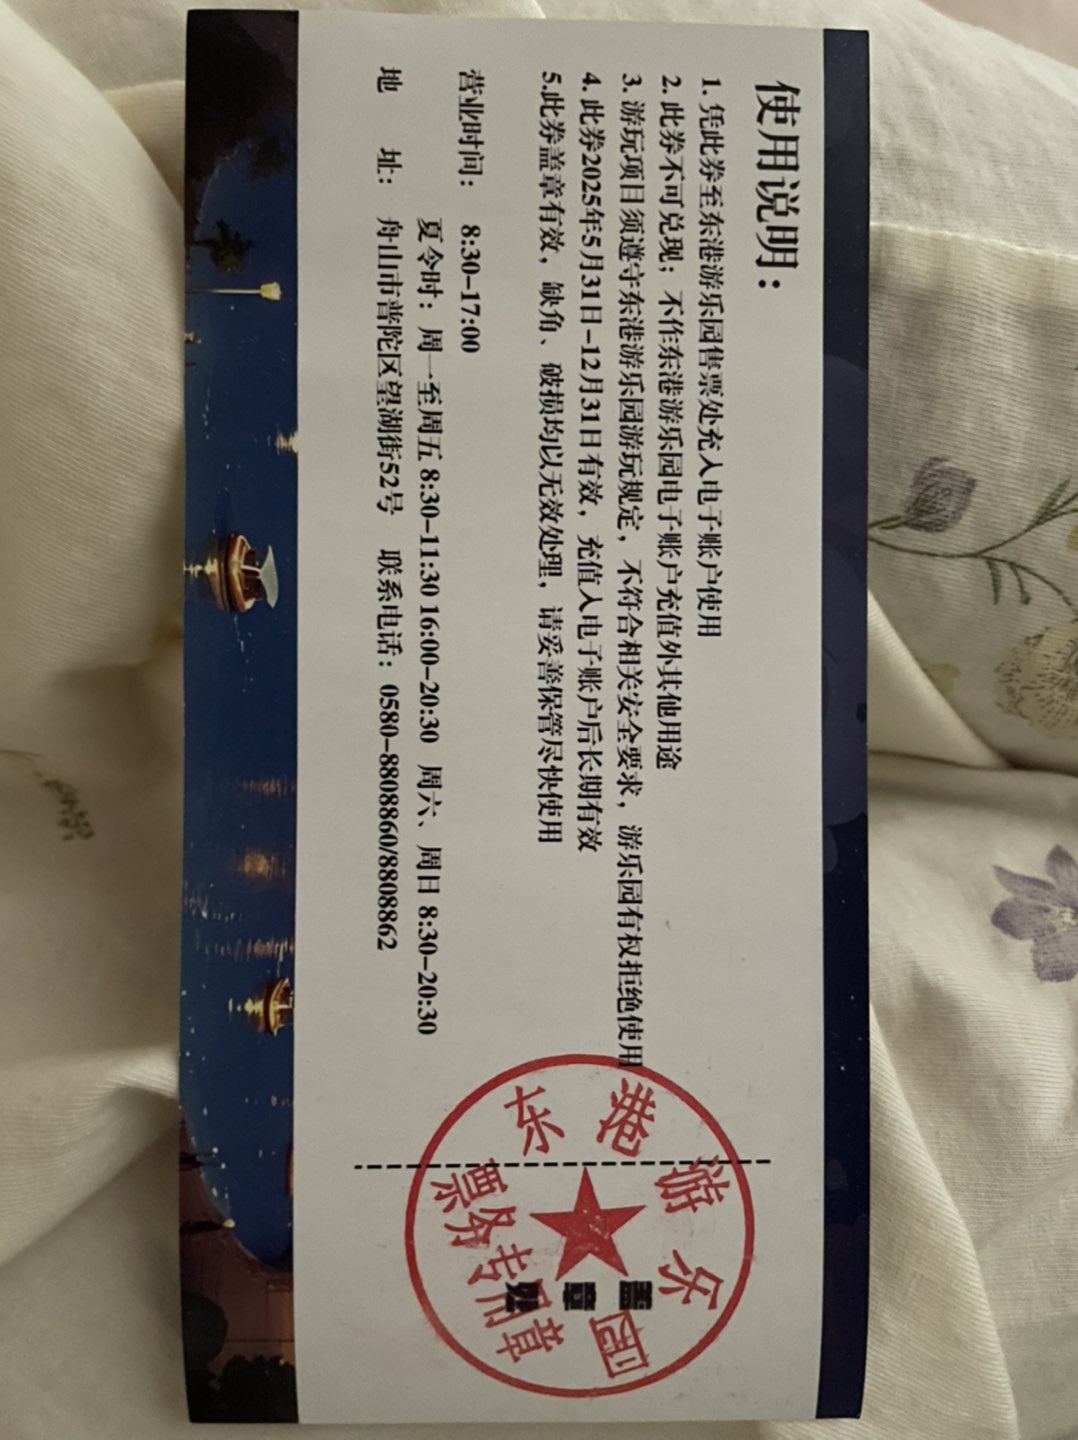 使用说明：
1. 凭此券至东港游乐园售票处充入电子账户使用
2. 此券不可兑现；不作东港游乐园电子账户充值外其他用途
3. 游玩项目须遵守东港游乐园游玩规定，不符合相关安全要求，游乐园有权拒绝使用
4. 此券2025年5月31日-12月31日有效，充值入电子账户后长期有效
5.此券盖章有效，缺角、破损均以无效处理，请妥善保管尽快使用
营业时间： 8:30-17:00
夏令时：周一至周五 8:30-11:30 16:00-20:30 周六、周日 8:30-20:30
地 址： 舟山市普陀区望湖街52号 联系电话：0580-8808860/8808862
东港游乐园
票务专用章
盖章处